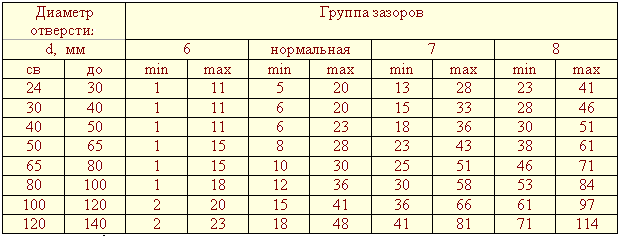 Диаметр отверсти: Группа зазоров
d, мм 6 нормальная 7 8
св до min max min max min max min max
24 30 1 11 5 20 13 28 23 41
30 40 1 11 6 20 15 33 28 46
40 50 1 11 6 23 18 36 30 51
50 65 1 15 8 28 23 43 38 61
65 80 1 15 10 30 25 51 46 71
80 100 1 18 12 36 30 58 53 84
100 120 2 20 15 41 36 66 61 97
120 140 2 23 18 48 41 81 71 114